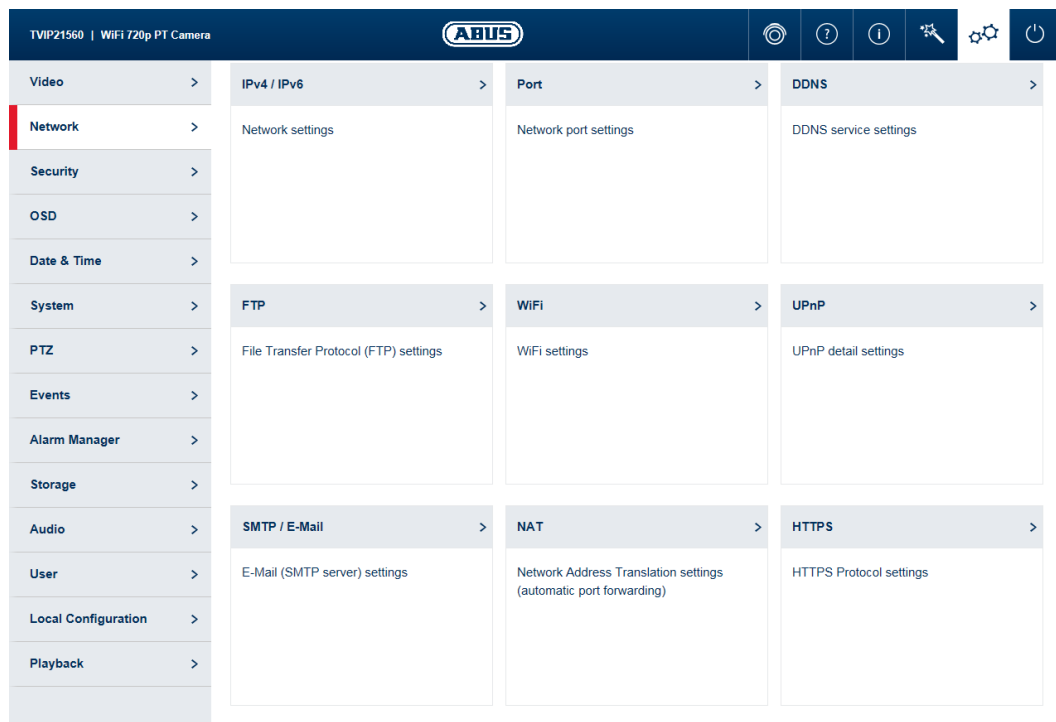 TVIP21560 | WiFi 720p PT Camera
ABUS
Video
Network
Security
OSD
Date & Time
System
PTZ
Events
Alarm Manager
Storage
Audio
User
Local Configuration
Playback
IPv4 / IPv6
Network settings
Port
Network port settings
DDNS
DDNS service settings
FTP
File Transfer Protocol (FTP) settings
WiFi
WiFi settings
UPnP
UPnP detail settings
SMTP / E-Mail
E-Mail (SMTP server) settings
NAT
Network Address Translation settings
(automatic port forwarding)
HTTPS
HTTPS Protocol settings